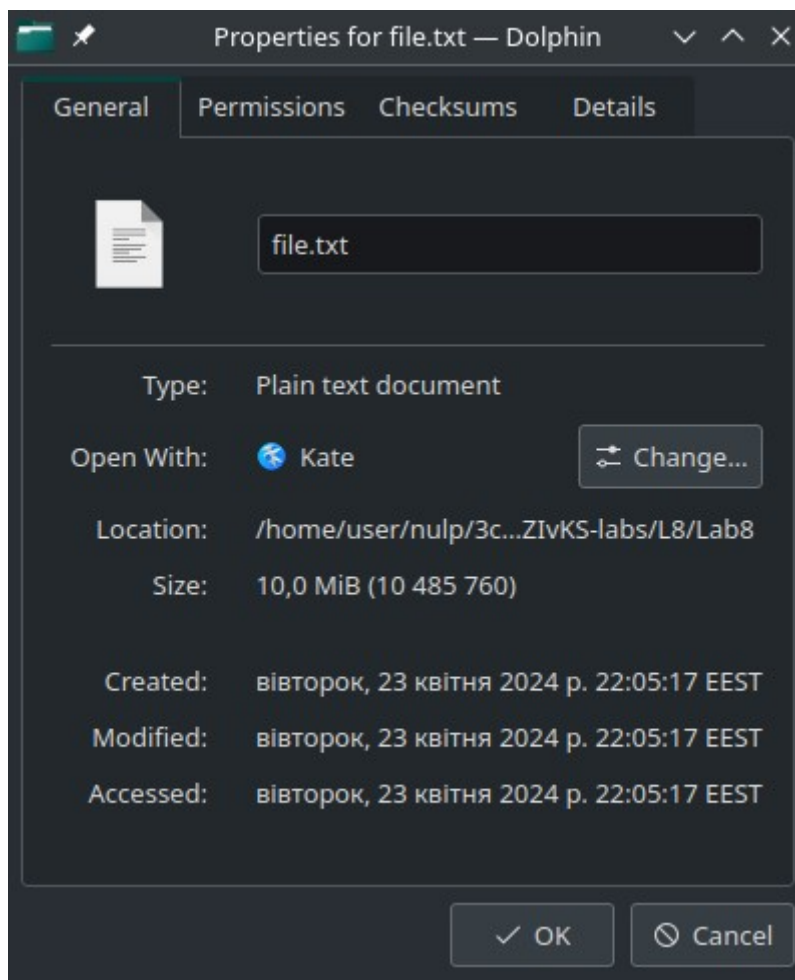 Properties for file.txt — Dolphin
General Permissions Checksums Details
file.txt
Type: Plain text document
Open With: Kate Change...
Location: /home/user/nulp/3c...ZIvKS-labs/L8/Lab8
Size: 10,0 MiB (10 485 760)
Created: вівторок, 23 квітня 2024 р. 22:05:17 EEST
Modified: вівторок, 23 квітня 2024 р. 22:05:17 EEST
Accessed: вівторок, 23 квітня 2024 р. 22:05:17 EEST
OK Cancel